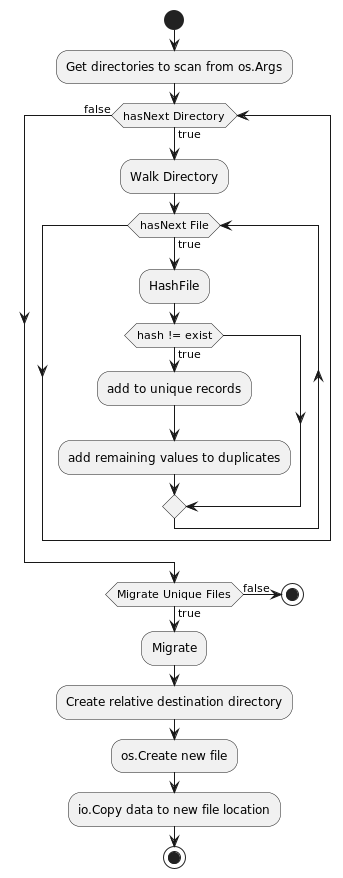 Get directories to scan from os.Args
false
hasNext Directory
true
Walk Directory
hasNext File
true
HashFile
hash != exist
true
add to unique records
add remaining values to duplicates
Migrate Unique Files
false
true
Migrate
Create relative destination directory
os.Create new file
io.Copy data to new file location